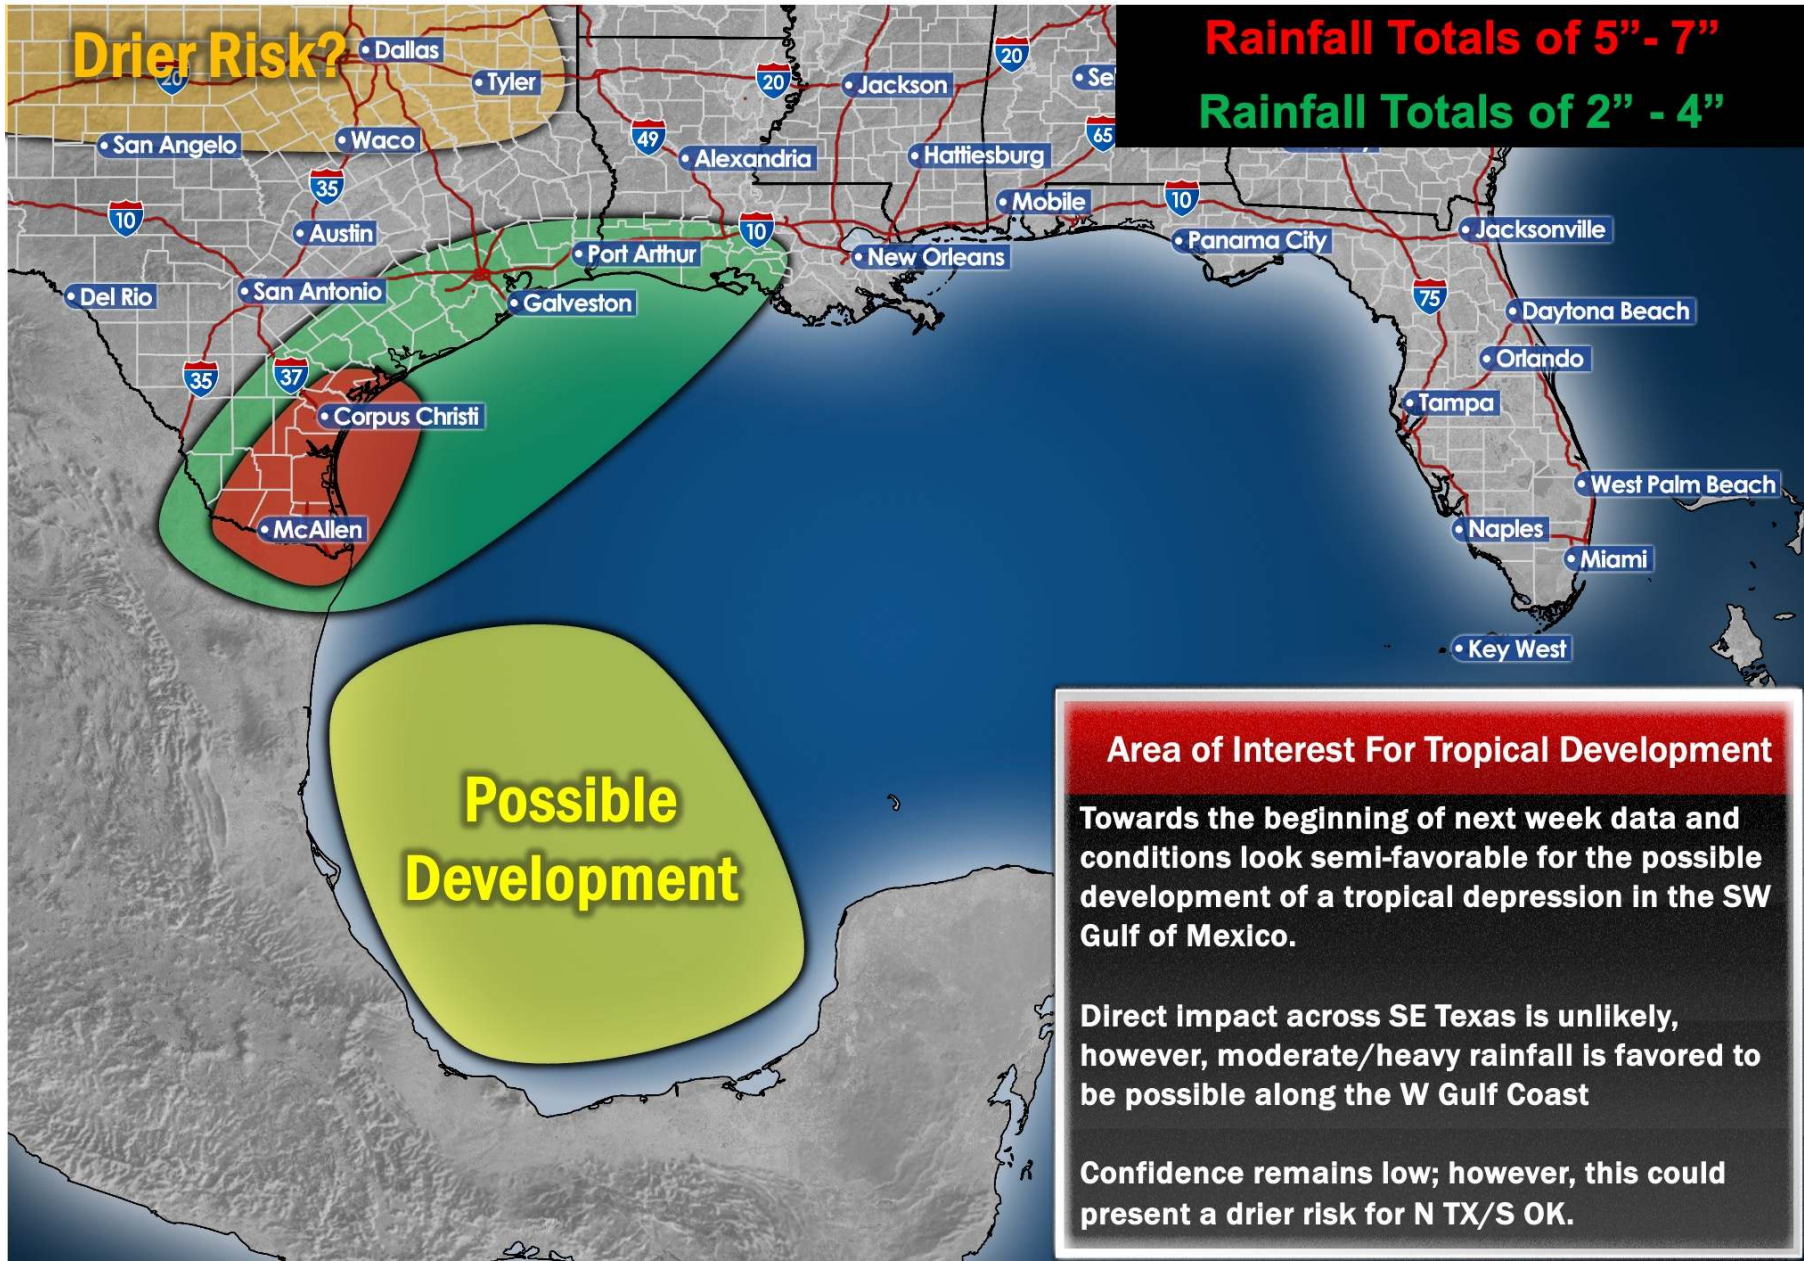 Rainfall Totals of 5”- 7”
Rainfall Totals of 2” - 4”
Drier Risk?
Dallas
20
Tyler
20
Jackson
20
Waco
San Angelo
49
Alexandria
Hattiesburg
65
35
Mobile
10
10
Austin
10
Port Arthur
New Orleans
Panama City
Jacksonville
Del Rio
San Antonio
Galveston
75
Daytona Beach
Orlando
35
37
Corpus Christi
Tampa
West Palm Beach
McAllen
Naples
Miami
Key West
Possible
Development
Area of Interest For Tropical Development
Towards the beginning of next week data and
conditions look semi-favorable for the possible
development of a tropical depression in the SW
Gulf of Mexico.
Direct impact across SE Texas is unlikely,
however, moderate/heavy rainfall is favored to
be possible along the W Gulf Coast
Confidence remains low; however, this could
present a drier risk for N TX/S OK.